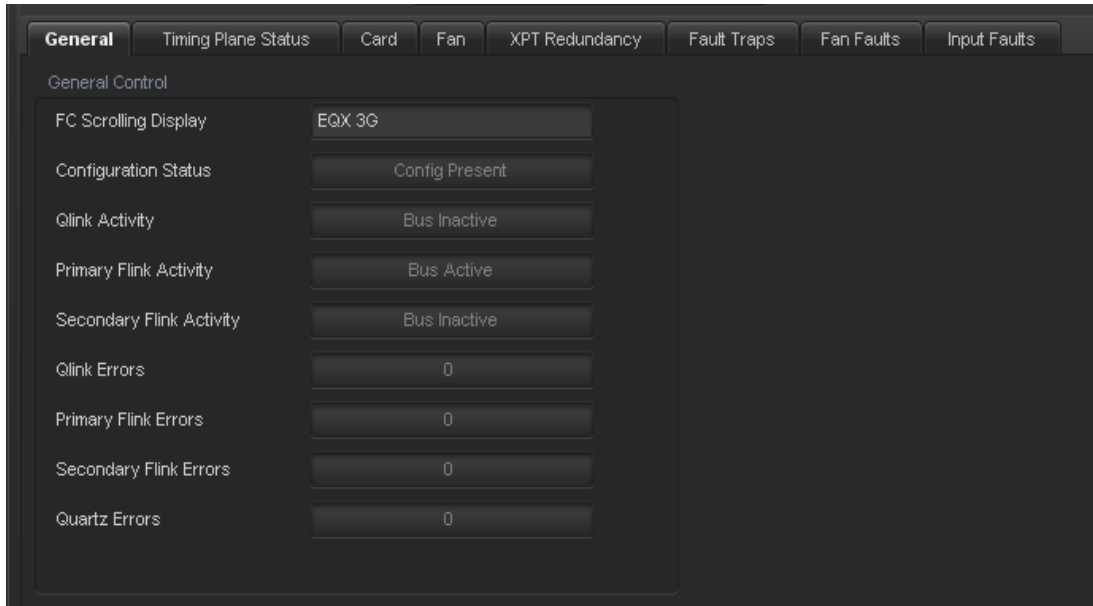 General Timing Plane Status Card Fan XPT Redundancy Fault Traps Fan Faults Input Faults
General Control
FC Scrolling Display EQX 3G
Configuration Status Config Present
Qlink Activity Bus Inactive
Primary Flink Activity Bus Active
Secondary Flink Activity Bus Inactive
Qlink Errors 0
Primary Flink Errors 0
Secondary Flink Errors 0
Quartz Errors 0